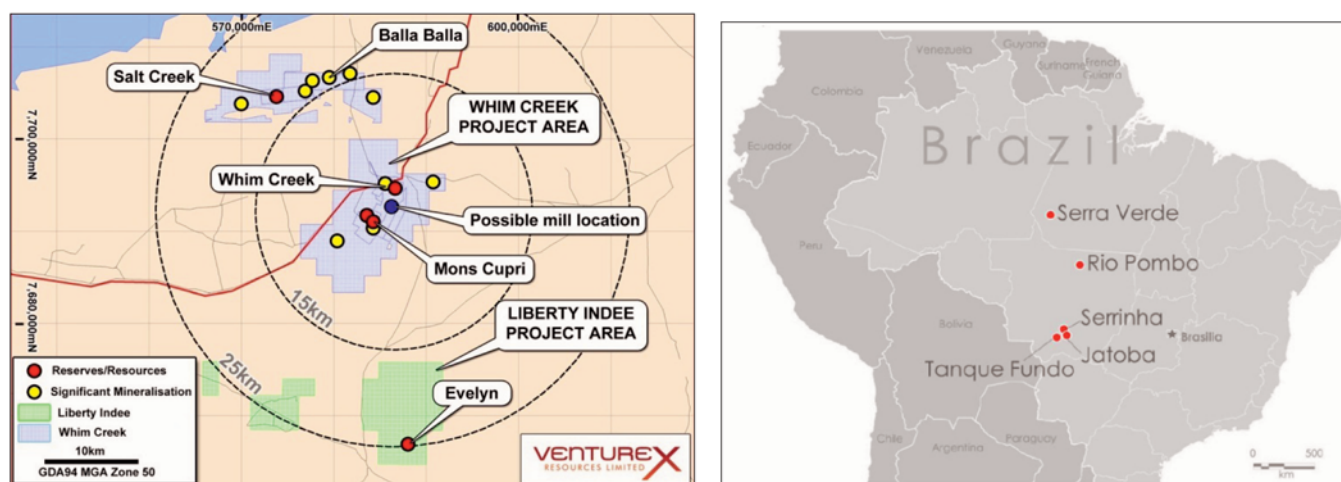 570,000mE
600,000mE
Balla Balla
Salt Creek
WHIM CREEK
PROJECT AREA
7,700,000mN
Whim Creek
Possible mill location
Mons Cupri
15km
LIBERTY INDEE
PROJECT AREA
7,680,000mN
25km
Evelyn
Reserves/Resources
Significant Mineralisation
Liberty Indee
Whim Creek
10km
GDA94 MGA Zone 50
VENTUREX
RESOURCES LIMITED
Venezuela
Guyana
Suriname
French
Guiana
Colombia
Ecuador
Brazil
Serra Verde
Peru
Rio Pombo
Serrinha
Bolivia
Brasilia
Jatoba
Tanque Fundo
Paraguay
Chile
Argentina
0 500
km